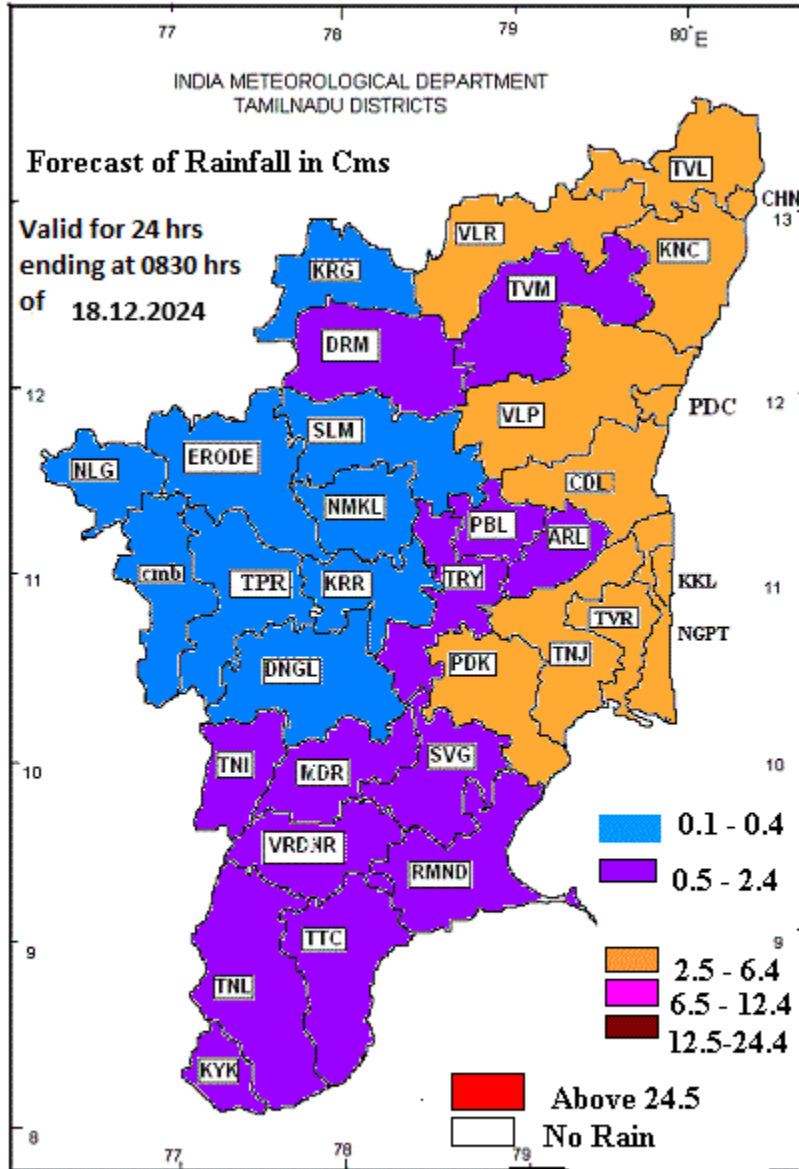 77 78 79 80° E
INDIA METEOROLOGICAL DEPARTMENT
TAMILNADU DISTRICTS
Forecast of Rainfall in Cms
TVL
CHN
13
Valid for 24 hrs
ending at 0830 hrs
of 18.12.2024
VLR
KNC
KRG
TVM
DRM
12
12
PDC
VLP
SLM
ERODE
NLG
CDL
NMKL
PBL
ARL
11
cmb
TPR
KRR
TRY
KKL
11
TVR
NGPT
DNGL
PDK
TNJ
10
TNI
MDR
SVG
10
0.1 - 0.4
VRDNR
RMND
0.5 - 2.4
9
TTC
9
2.5 - 6.4
TNL
6.5 - 12.4
12.5-24.4
KYK
Above 24.5
8
No Rain
77 78 79